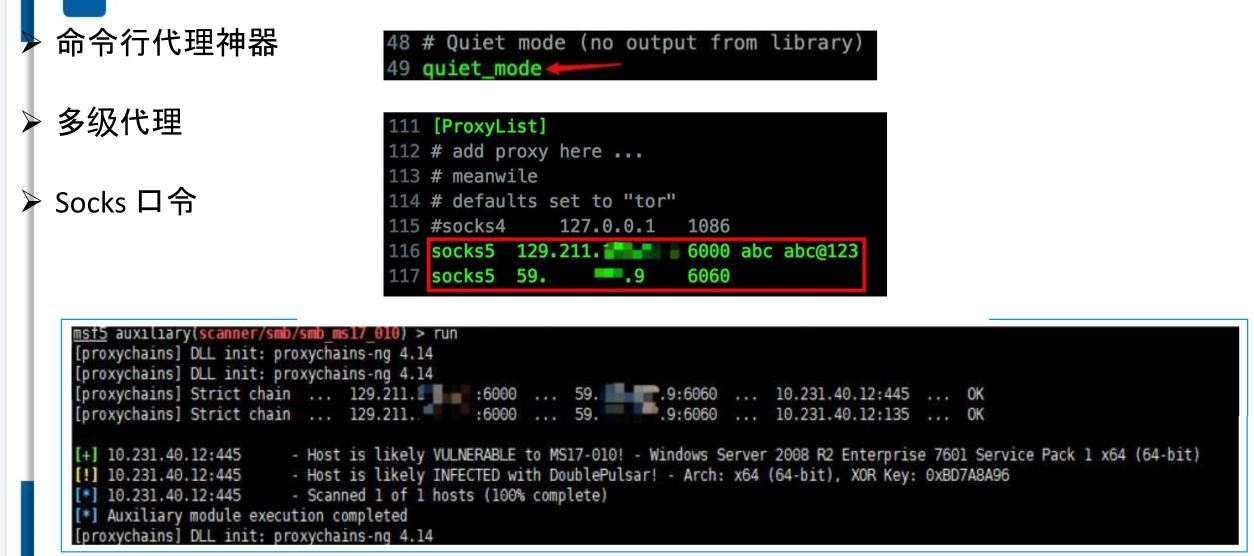 命令行代理神器
多级代理
Socks 口令
48 # Quiet mode (no output from library)
49 quiet_mode
111 [ProxyList]
112 # add proxy here ...
113 # meanwile
114 # defaults set to "tor"
115 #socks4 127.0.0.1 1086
116 socks5 129.211. 6000 abc abc@123
117 socks5 59. .9 6060
msf5 auxiliary(scanner/smb/smb_ms17_010) > run
[proxychains] DLL init: proxychains-ng 4.14
[proxychains] DLL init: proxychains-ng 4.14
[proxychains] Strict chain ... 129.211. :6000 ... 59. .9:6060 ... 10.231.40.12:445 ... OK
[proxychains] Strict chain ... 129.211. :6000 ... 59. .9:6060 ... 10.231.40.12:135 ... OK
[+] 10.231.40.12:445 - Host is likely VULNERABLE to MS17-010! - Windows Server 2008 R2 Enterprise 7601 Service Pack 1 x64 (64-bit)
[!] 10.231.40.12:445 - Host is likely INFECTED with DoublePulsar! - Arch: x64 (64-bit), XOR Key: 0xBD7A8A96
[*] 10.231.40.12:445 - Scanned 1 of 1 hosts (100% complete)
[*] Auxiliary module execution completed
[proxychains] DLL init: proxychains-ng 4.14